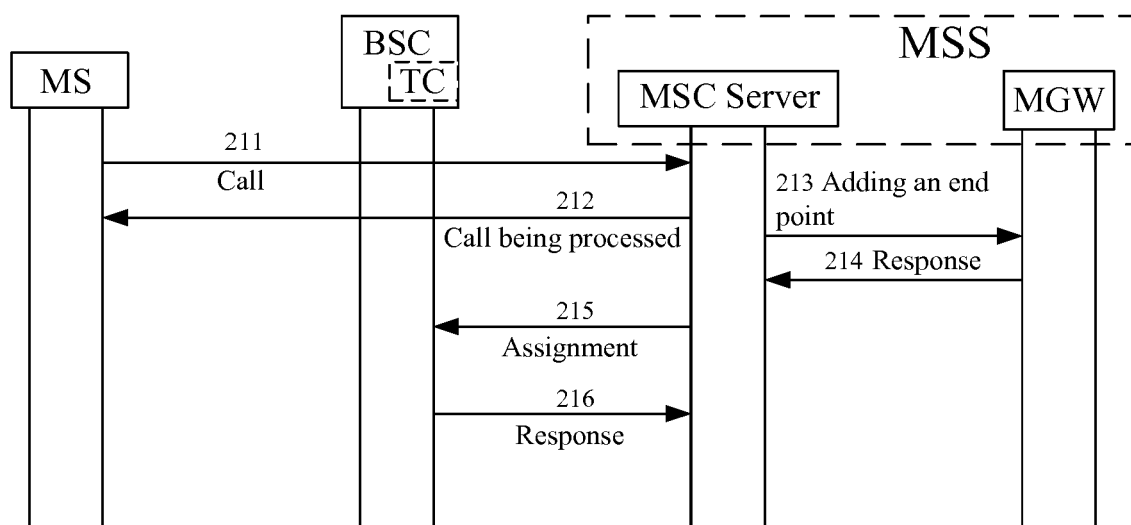 MSS
BSC
TC
MS
MSC Server
MGW
211
Call
212
Call being processed
213 Adding an end
point
214 Response
215
Assignment
216
Response